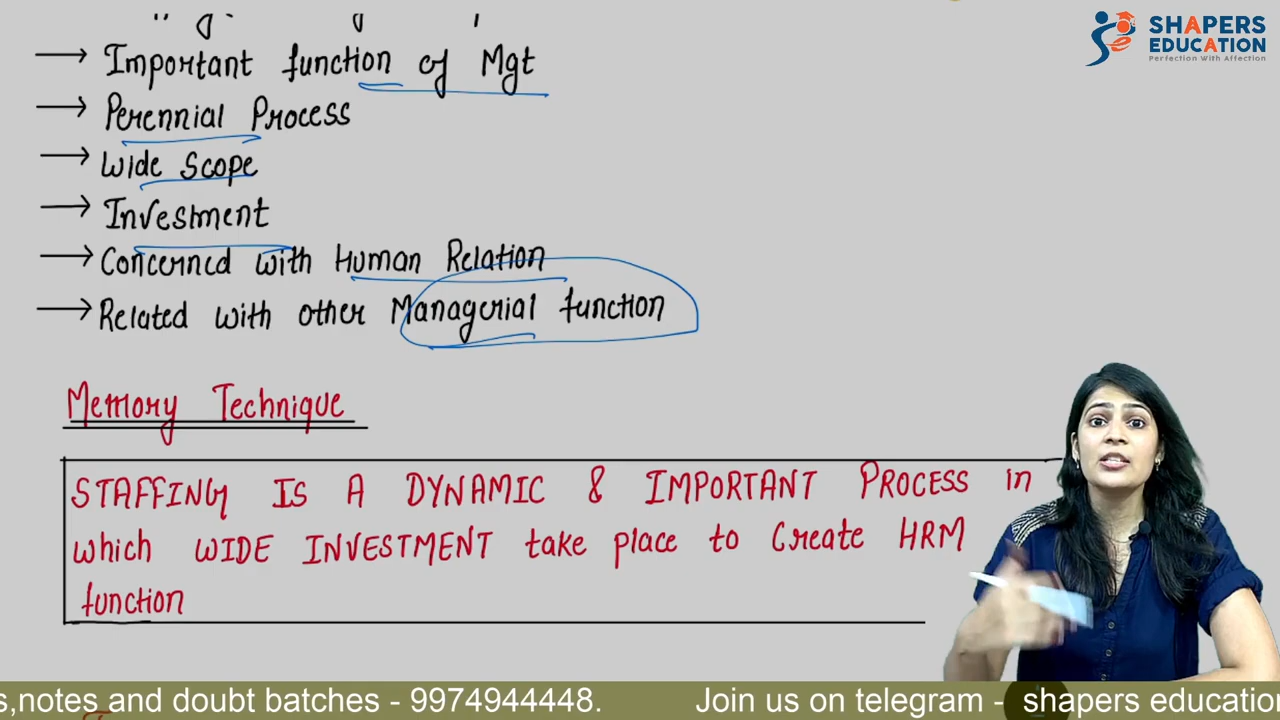 SHAPERS
EDUCATION
Perfection With Affection
→ Important function of Mgt
→ Perennial Process
→ Wide Scope
→ Investment
→ Concerned with Human Relation
→ Related with other Managerial function
Memory Technique
STAFFING IS A DYNAMIC & IMPORTANT PROCESS in
which WIDE INVESTMENT take place to Create HRM
function
s,notes and doubt batches - 9974944448. Join us on telegram - shapers education